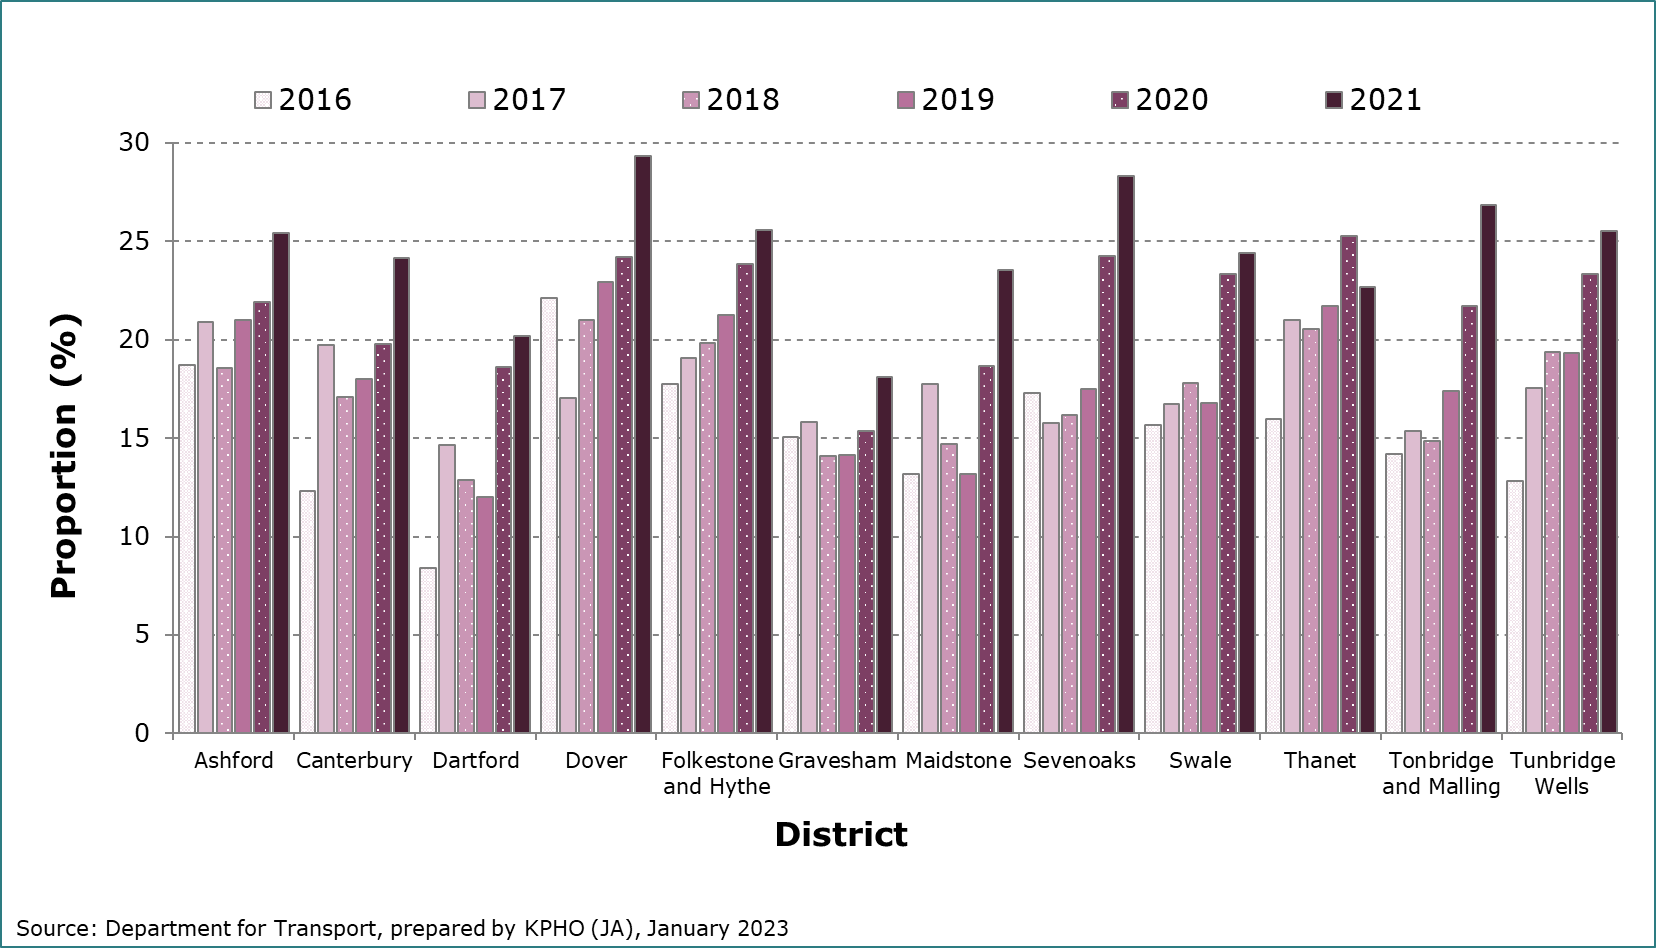 2016 2017 2018 2019 2020 2021
30
25
20
15
10
5
0
Proportion (%)
Ashford Canterbury Dartford Dover Folkestone Gravesham Maidstone Sevenoaks Swale Thanet Tonbridge Tunbridge
and Hythe and Malling Wells
District
Source: Department for Transport, prepared by KPHO (JA), January 2023